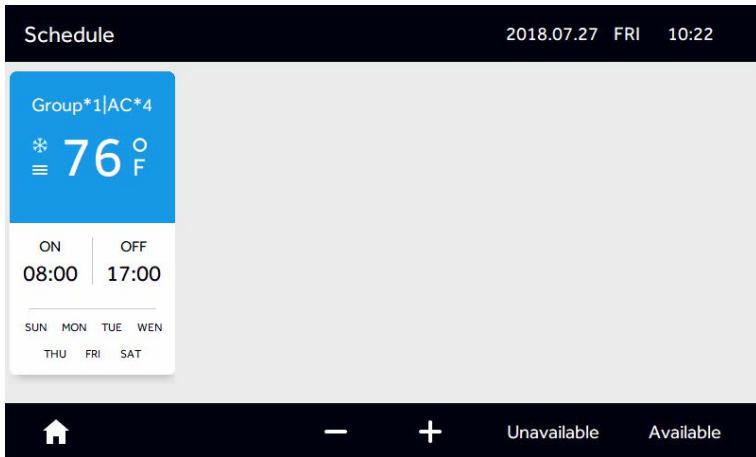 Schedule 2018.07.27 FRI 10:22
Group*1|AC*4
76 °F
ON OFF
08:00 17:00
SUN MON TUE WEN
THU FRI SAT
Unavailable Available